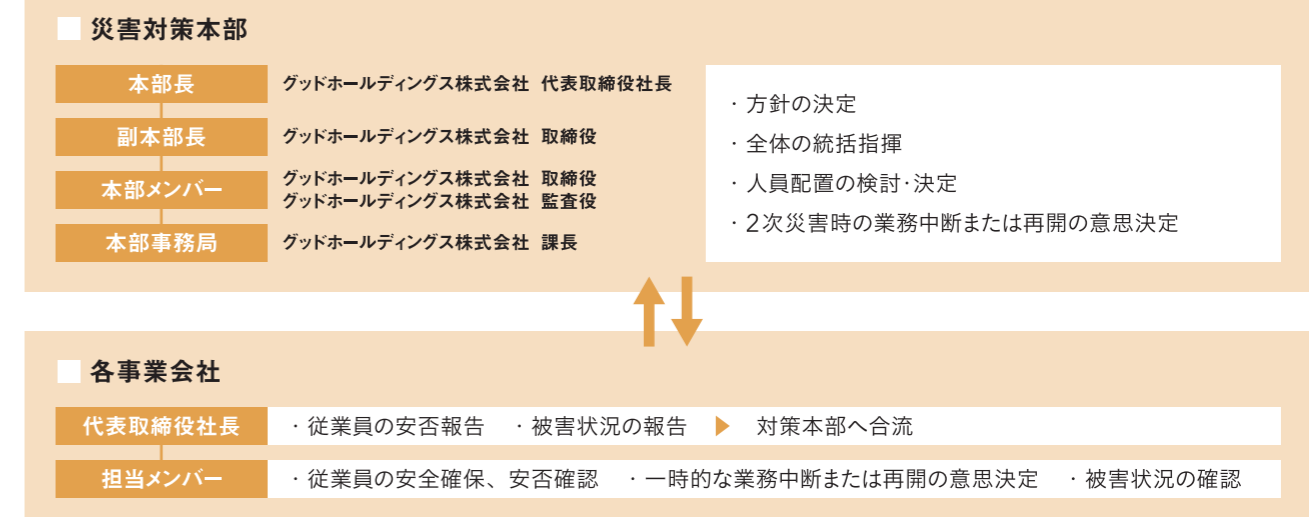 災害対策本部
本部長
グッドホールディングス株式会社 代表取締役社長
副本部長
グッドホールディングス株式会社 取締役
本部メンバー
グッドホールディングス株式会社 取締役
グッドホールディングス株式会社 監査役
本部事務局
グッドホールディングス株式会社 課長
・方針の決定
・全体の統括指揮
・人員配置の検討・決定
・2次災害時の業務中断または再開の意思決定
各事業会社
代表取締役社長
・従業員の安否報告 ・被害状況の報告 ▶ 対策本部へ合流
担当メンバー
・従業員の安全確保、安否確認 ・一時的な業務中断または再開の意思決定 ・被害状況の確認